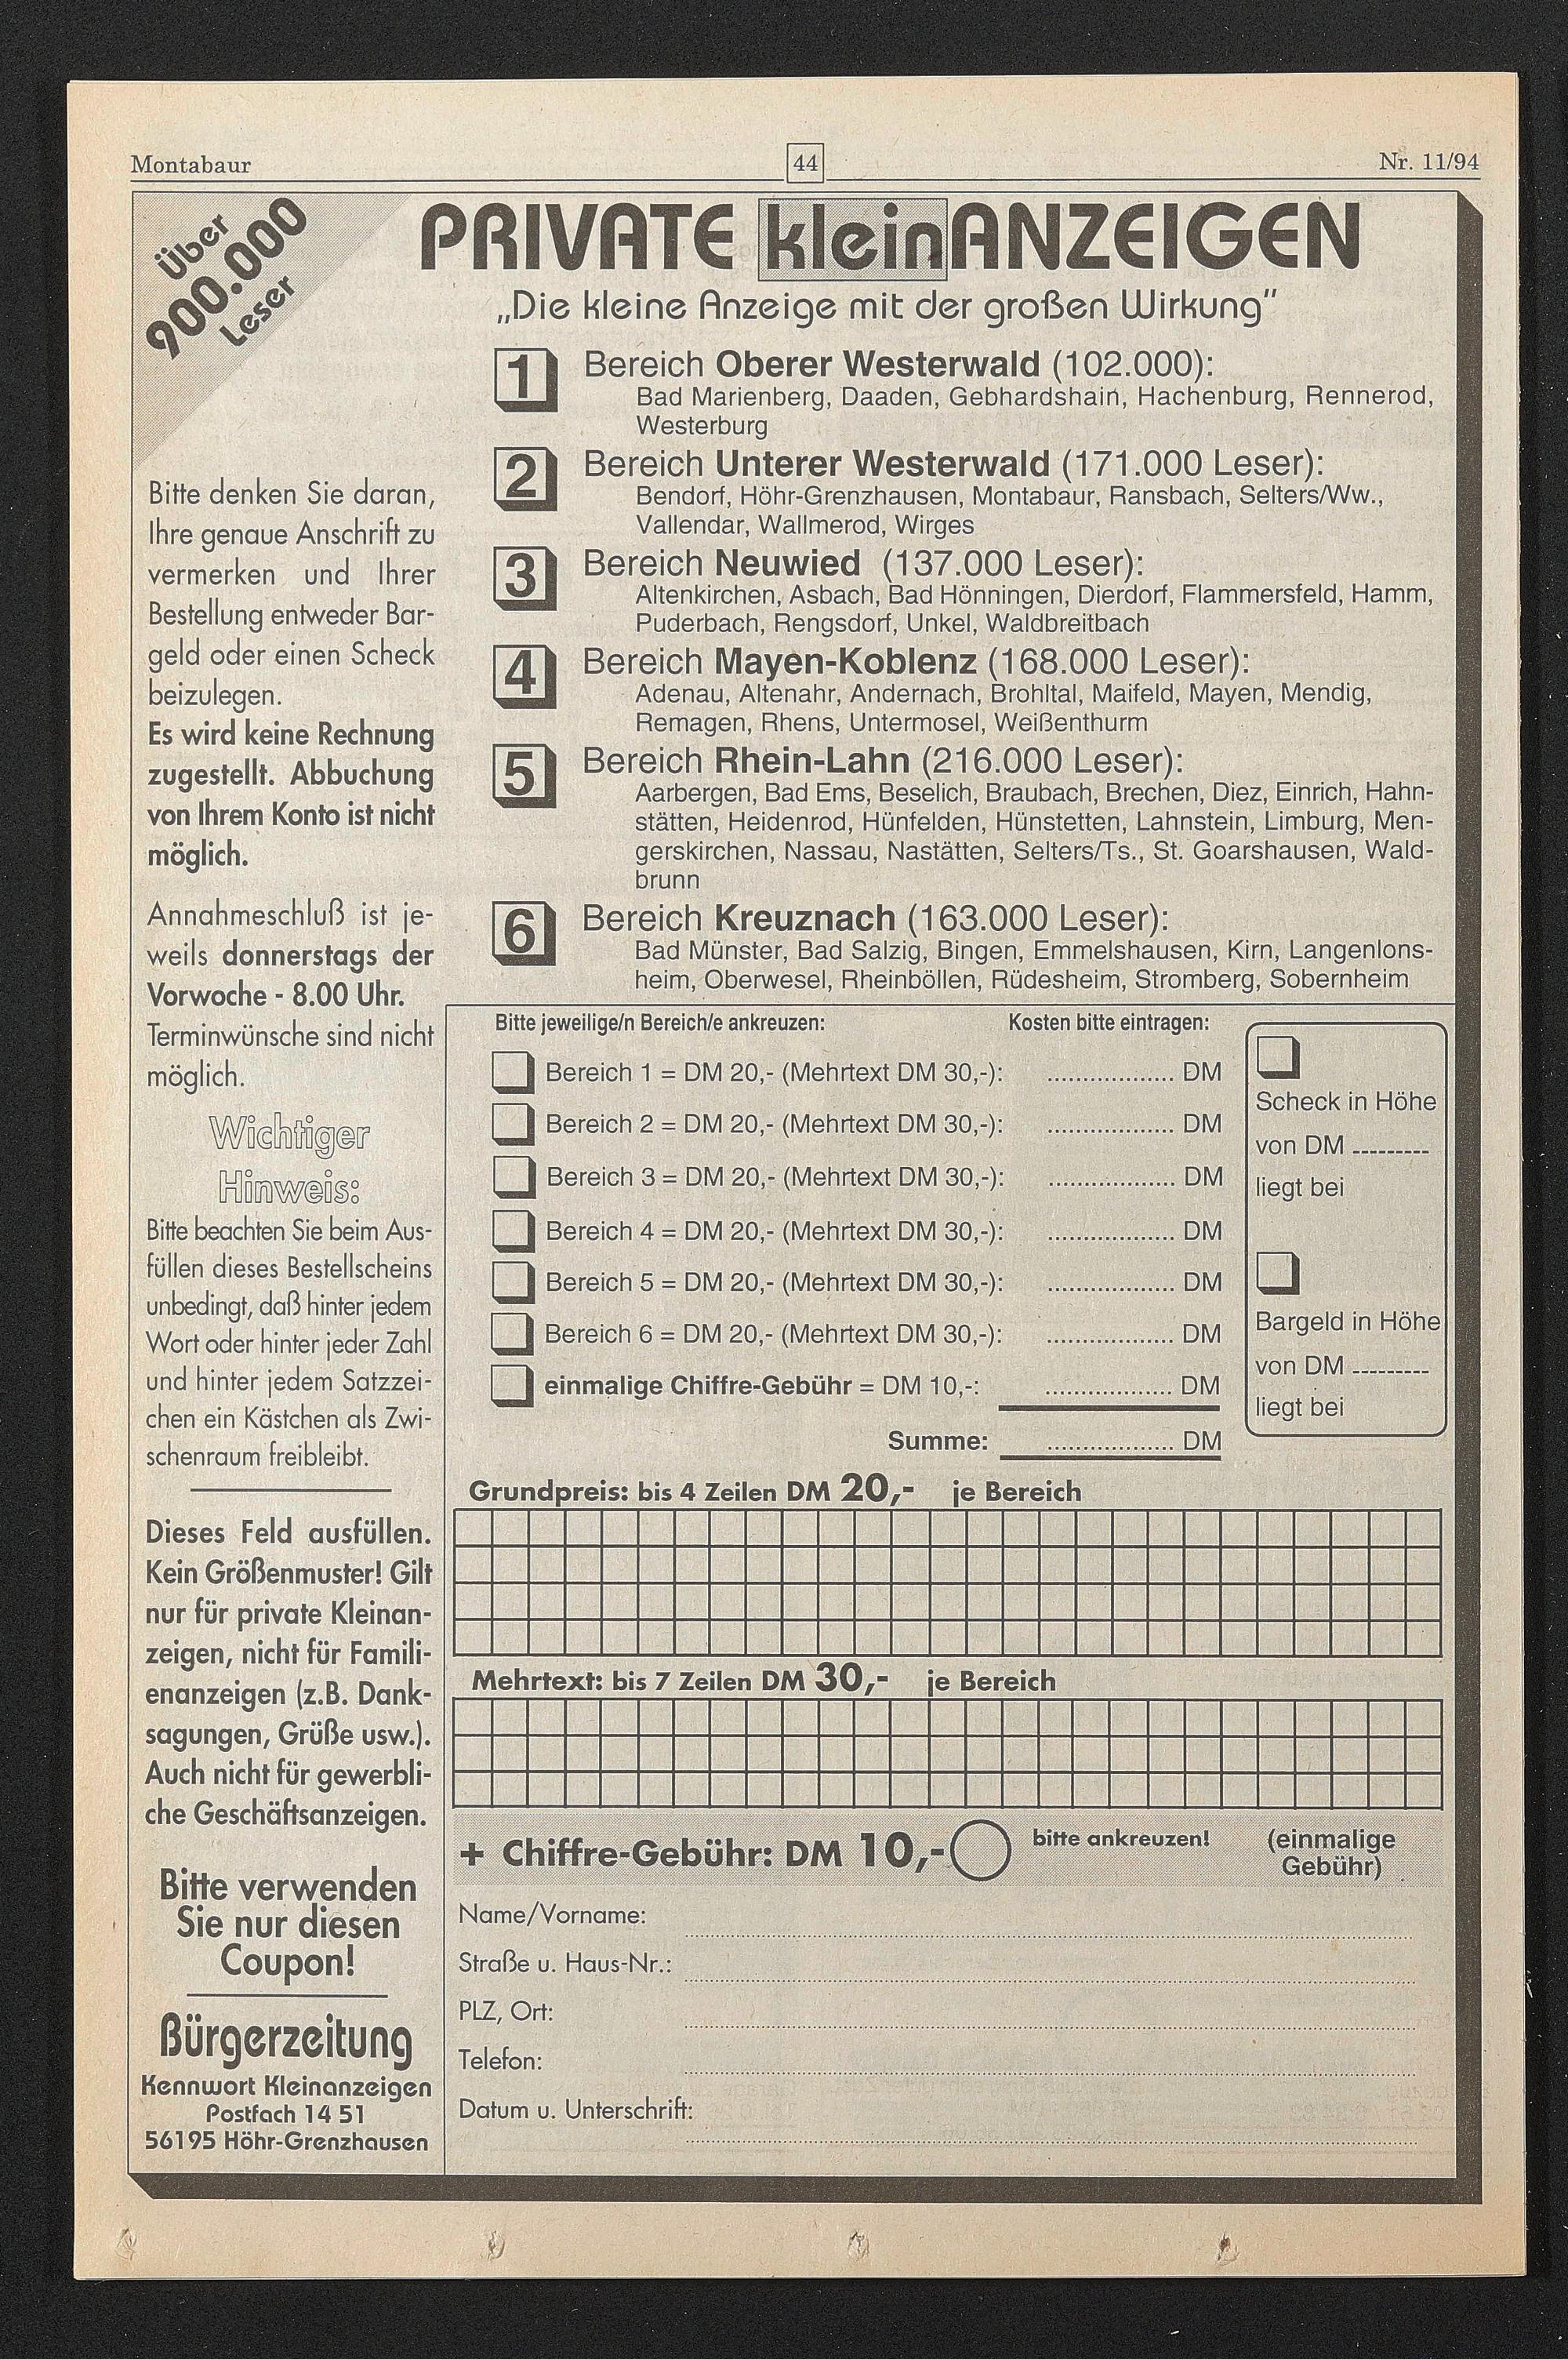 Montabaur
44
Nr. 11/94
Über
900.000
Leser
PRIVATE kleinANZEIGEN
„Die kleine Anzeige mit der großen Wirkung"
1 Bereich Oberer Westerwald (102.000):
Bad Marienberg, Daaden, Gebhardshain, Hachenburg, Rennerod,
Westerburg
2 Bereich Unterer Westerwald (171.000 Leser):
Bendorf, Höhr-Grenzhausen, Montabaur, Ransbach, Selters/Ww.,
Vallendar, Wallmerod, Wirges
3 Bereich Neuwied (137.000 Leser):
Altenkirchen, Asbach, Bad Hönningen, Dierdorf, Flammersfeld, Hamm,
Puderbach, Rengsdorf, Unkel, Waldbreitbach
4 Bereich Mayen-Koblenz (168.000 Leser):
Adenau, Altenahr, Andernach, Brohltal, Maifeld, Mayen, Mendig,
Remagen, Rhens, Untermosel, Weißenthurm
5 Bereich Rhein-Lahn (216.000 Leser):
Aarbergen, Bad Ems, Beselich, Braubach, Brechen, Diez, Einrich, Hahn-
stätten, Heidenrod, Hünfelden, Hünstetten, Lahnstein, Limburg, Men-
gerskirchen, Nassau, Nastätten, Selters/Ts., St. Goarshausen, Wald-
brunn
6 Bereich Kreuznach (163.000 Leser):
Bad Münster, Bad Salzig, Bingen, Emmelshausen, Kirn, Langenlons-
heim, Oberwesel, Rheinböllen, Rüdesheim, Stromberg, Sobernheim
Bitte denken Sie daran,
Ihre genaue Anschrift zu
vermerken und Ihrer
Bestellung entweder Bar-
geld oder einen Scheck
beizulegen.
Es wird keine Rechnung
zugestellt. Abbuchung
von Ihrem Konto ist nicht
möglich.
Annahmeschluß ist je-
weils donnerstags der
Vorwoche - 8.00 Uhr.
Terminwünsche sind nicht
möglich.
Wichtiger
Hinweis:
Bitte beachten Sie beim Aus-
füllen dieses Bestellscheins
unbedingt, daß hinter jedem
Wort oder hinter jeder Zahl
und hinter jedem Satzzei-
chen ein Kästchen als Zwi-
schenraum freibleibt.
Dieses Feld ausfüllen.
Kein Größenmuster! Gilt
nur für private Kleinan-
zeigen, nicht für Famili-
enanzeigen (z.B. Dank-
sagungen, Grüße usw.).
Auch nicht für gewerbli-
che Geschäftsanzeigen.
Bitte verwenden
Sie nur diesen
Coupon!
Bürgerzeitung
Kennwort Kleinanzeigen
Postfach 14 51
56195 Höhr-Grenzhausen
Bitte jeweilige/n Bereich/e ankreuzen: Kosten bitte eintragen:
Bereich 1 = DM 20,- (Mehrtext DM 30,-): .................. DM
Bereich 2 = DM 20,- (Mehrtext DM 30,-): .................. DM
Bereich 3 = DM 20,- (Mehrtext DM 30,-): .................. DM
Bereich 4 = DM 20,- (Mehrtext DM 30,-): .................. DM
Bereich 5 = DM 20,- (Mehrtext DM 30,-): .................. DM
Bereich 6 = DM 20,- (Mehrtext DM 30,-): .................. DM
einmalige Chiffre-Gebühr = DM 10,-: .................. DM
Summe: .................. DM
Scheck in Höhe
von DM ---------
liegt bei
Bargeld in Höhe
von DM ---------
liegt bei
Grundpreis: bis 4 Zeilen DM 20,- je Bereich
Mehrtext: bis 7 Zeilen DM 30,- je Bereich
+ Chiffre-Gebühr: DM 10,- bitte ankreuzen! (einmalige
Gebühr)
Name/Vorname:
Straße u. Haus-Nr.:
PLZ, Ort:
Telefon:
Datum u. Unterschrift: